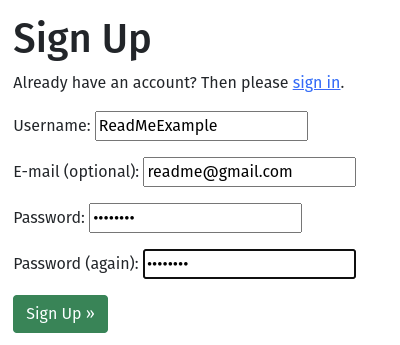 Sign Up
Already have an account? Then please sign in.
Username: ReadMeExample
E-mail (optional): readme@gmail.com
Password: ••••••••
Password (again): ••••••••
Sign Up »